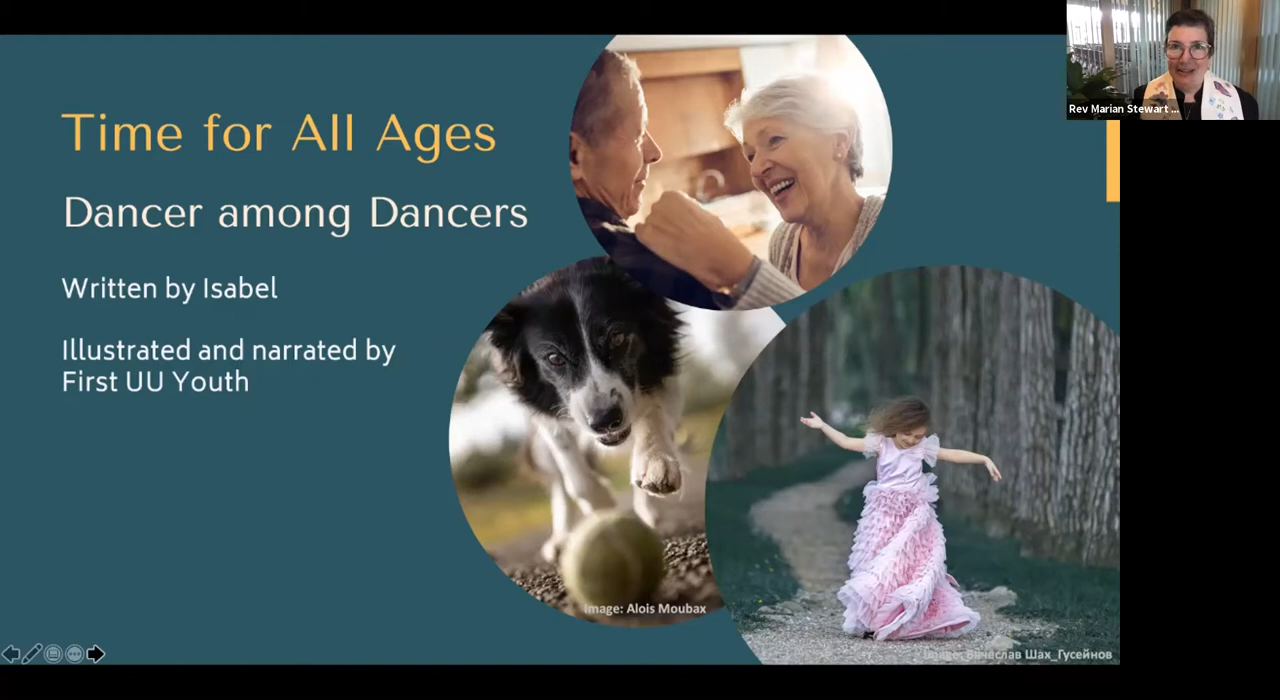 Time for All Ages
Dancer among Dancers
Written by Isabel
Illustrated and narrated by
First UU Youth
Rev Marian Stewart ...
Image: Alois Moubax
Image: Вячеслав Шах_Гусейнов